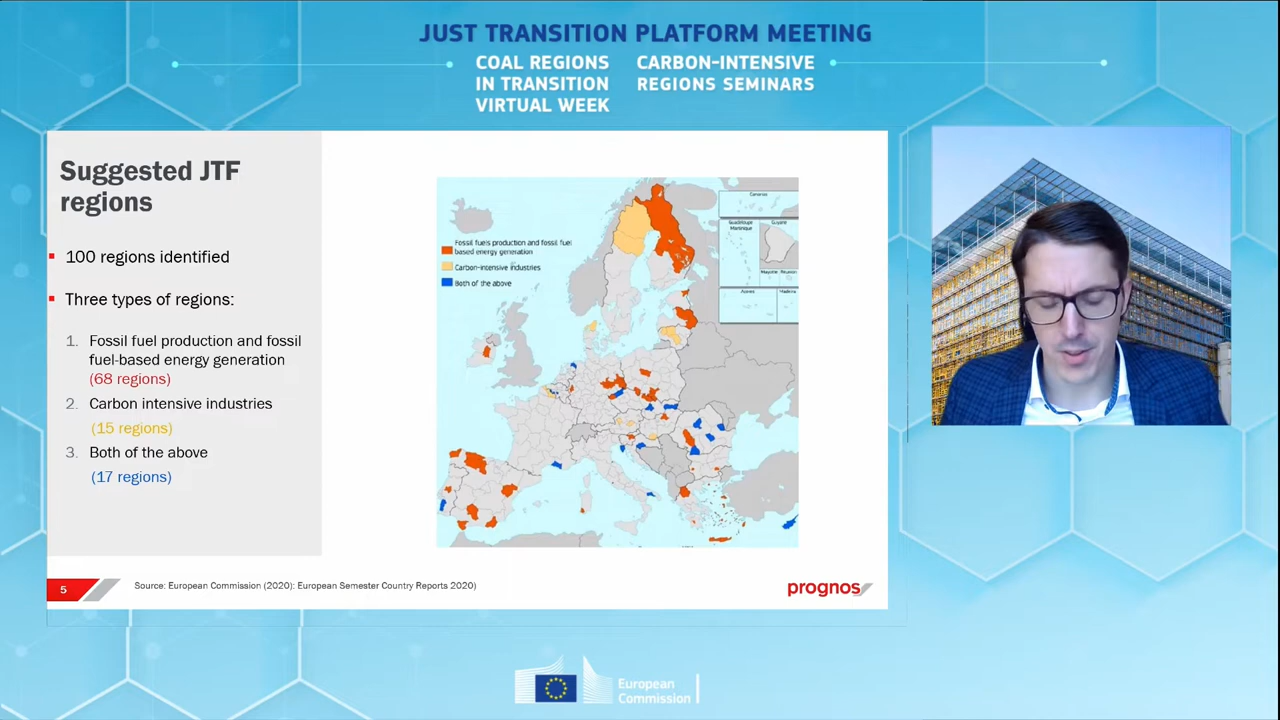 JUST TRANSITION PLATFORM MEETING
COAL REGIONS
IN TRANSITION
VIRTUAL WEEK
CARBON-INTENSIVE
REGIONS SEMINARS
Suggested JTF
regions
100 regions identified
Three types of regions:
1. Fossil fuel production and fossil
fuel-based energy generation
(68 regions)
2. Carbon intensive industries
(15 regions)
3. Both of the above
(17 regions)
Fossil fuels production and fossil fuel
based energy generation
Carbon-intensive industries
Both of the above
Canarias
Guadeloupe
Martinique
Guyane
Mayotte Reunion
Azores
Madeira
5
Source: European Commission (2020): European Semester Country Reports 2020)
prognos
European
Commission